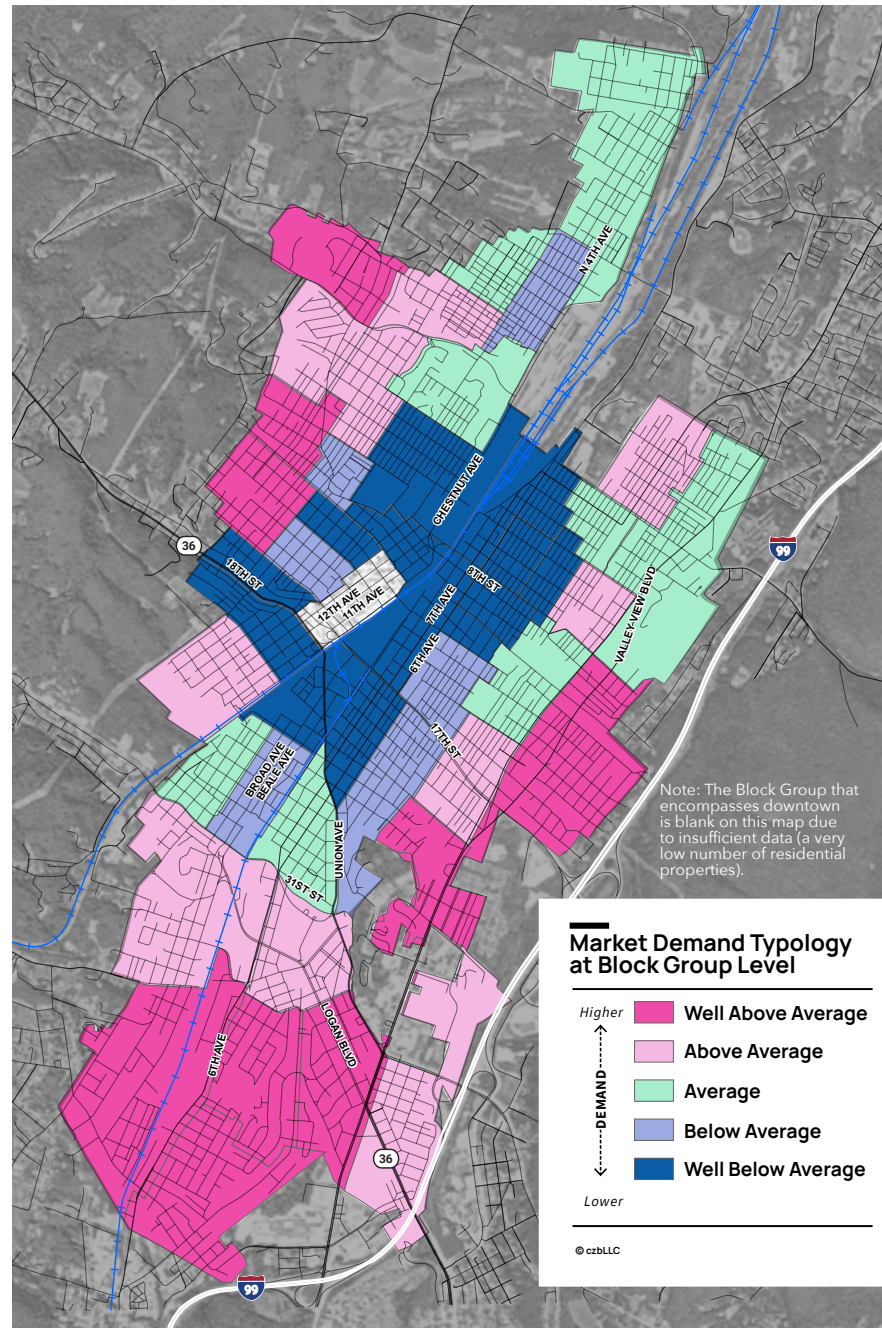 N 4TH AVE
CHESTNUT AVE
36
18TH ST
12TH AVE
11TH AVE
8TH ST
7TH AVE
6TH AVE
99
VALLEY VIEW BLVD
17TH ST
BROAD AVE
BEALE AVE
UNION AVE
31ST ST
Note: The Block Group that
encompasses downtown
is blank on this map due
to insufficient data (a very
low number of residential
properties).
6TH AVE
LOGAN BLVD
36
99
Market Demand Typology
at Block Group Level
Higher
DEMAND
Lower
Well Above Average
Above Average
Average
Below Average
Well Below Average
© czbLLC